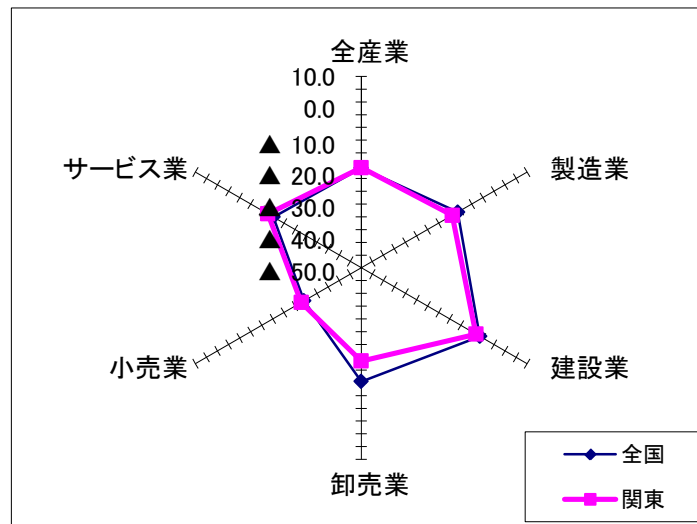 全産業
10.0
0.0
▲ 10.0
▲ 20.0
▲ 30.0
▲ 40.0
▲ 50.0
サービス業
製造業
小売業
建設業
卸売業
全国
関東